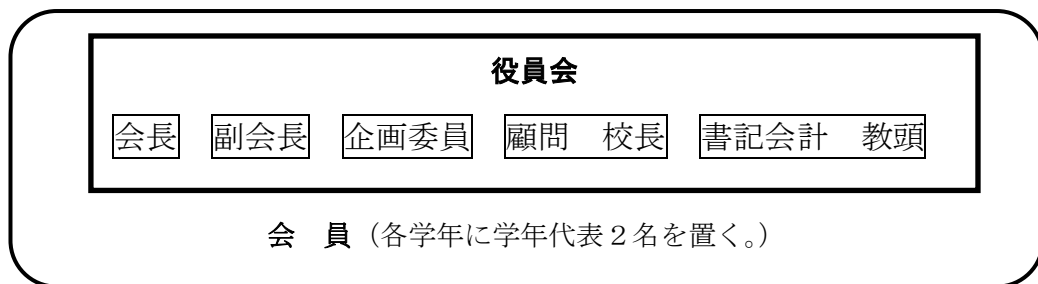 役員会
会長 副会長 企画委員 顧問　校長 書記会計　教頭
会　員（各学年に学年代表２名を置く。）